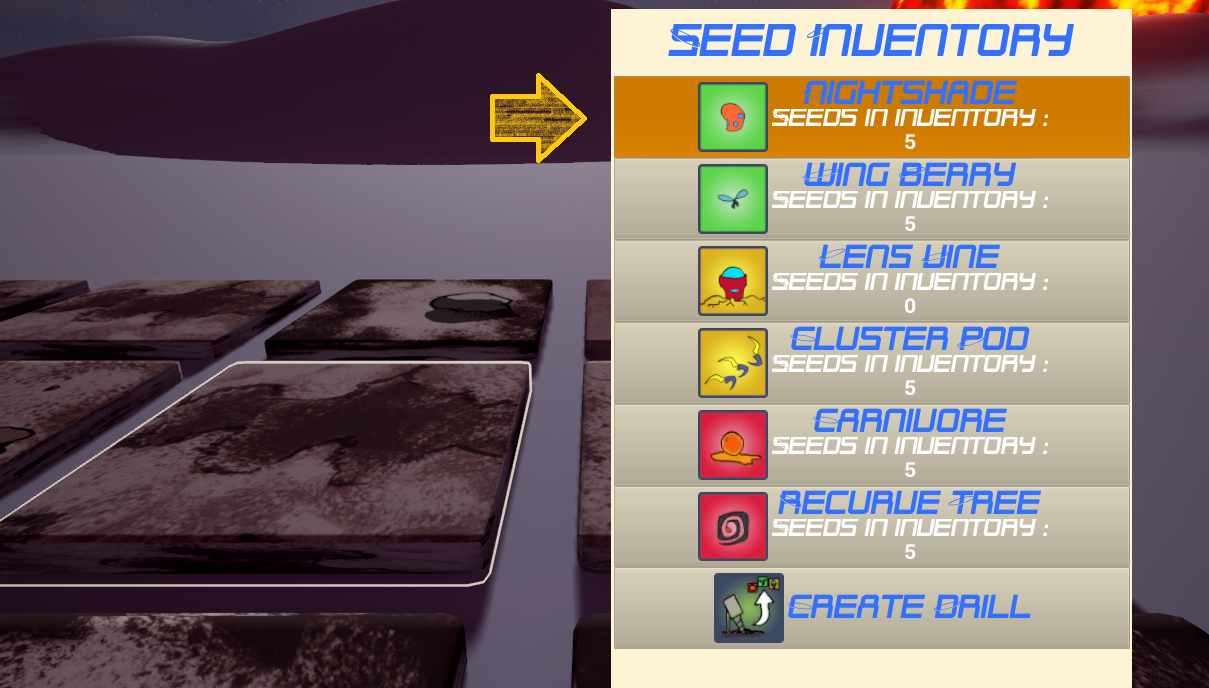 SEED INVENTORY
NIGHTSHADE
SEEDS IN INVENTORY :
5
WING BERRY
SEEDS IN INVENTORY :
5
LENS VINE
SEEDS IN INVENTORY :
0
CLUSTER POD
SEEDS IN INVENTORY :
5
CARNIVORE
SEEDS IN INVENTORY :
5
RECURVE TREE
SEEDS IN INVENTORY :
5
CREATE DRILL